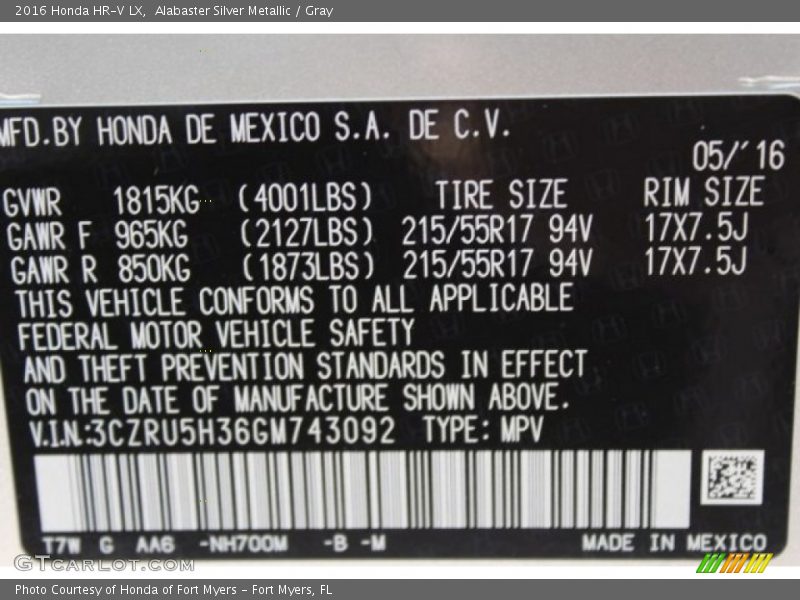 2016 Honda HR-V LX,  Alabaster Silver Metallic / Gray
MFD.BY HONDA DE MEXICO S.A. DE C.V.
05/'16
GVWR 1815KG (4001LBS) TIRE SIZE RIM SIZE
GAWR F 965KG (2127LBS) 215/55R17 94V 17X7.5J
GAWR R 850KG (1873LBS) 215/55R17 94V 17X7.5J
THIS VEHICLE CONFORMS TO ALL APPLICABLE
FEDERAL MOTOR VEHICLE SAFETY
AND THEFT PREVENTION STANDARDS IN EFFECT
ON THE DATE OF MANUFACTURE SHOWN ABOVE.
V.I.N.:3CZRU5H36GM743092 TYPE: MPV
T7W G AA6 -NH700M -B -M MADE IN MEXICO
GTCARLOT.COM
Photo Courtesy of Honda of Fort Myers - Fort Myers, FL